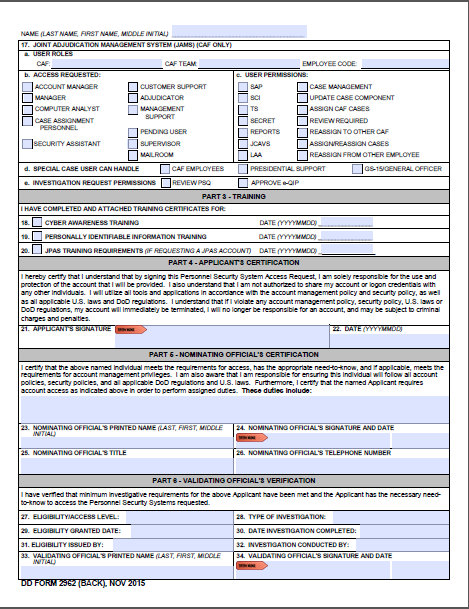 NAME (LAST NAME, FIRST NAME, MIDDLE INITIAL)
17. JOINT ADJUDICATION MANAGEMENT SYSTEM (JAMS) (CAF ONLY)
a. USER ROLES
CAF: CAF TEAM: EMPLOYEE CODE:
b. ACCESS REQUESTED: c. USER PERMISSIONS:
ACCOUNT MANAGER CUSTOMER SUPPORT SAP CASE MANAGEMENT
MANAGER ADJUDICATOR SCI UPDATE CASE COMPONENT
COMPUTER ANALYST MANAGEMENT SUPPORT TS ASSIGN CAF CASES
CASE ASSIGNMENT PERSONNEL SECRET REVIEW REQUIRED
PENDING USER REPORTS REASSIGN TO OTHER CAF
SECURITY ASSISTANT SUPERVISOR JCAVS ASSIGN/REASSIGN CASES
MAILROOM LAA REASSIGN FROM OTHER EMPLOYEE
d. SPECIAL CASE USER CAN HANDLE CAF EMPLOYEES PRESIDENTIAL SUPPORT GS-15/GENERAL OFFICER
e. INVESTIGATION REQUEST PERMISSIONS REVIEW PSQ APPROVE e-QIP
PART 3 - TRAINING
I HAVE COMPLETED AND ATTACHED TRAINING CERTIFICATES FOR:
18. CYBER AWARENESS TRAINING DATE (YYYYMMDD)
19. PERSONALLY IDENTIFIABLE INFORMATION TRAINING DATE (YYYYMMDD)
20. JPAS TRAINING REQUIREMENTS (IF REQUESTING A JPAS ACCOUNT) DATE (YYYYMMDD)
PART 4 - APPLICANT'S CERTIFICATION
I hereby certify that I understand that by signing this Personnel Security System Access Request, I am solely responsible for the use and
protection of the account that I will be provided. I also understand that I am not authorized to share my account or logon credentials with
any other individuals. I will utilize all tools and applications in accordance with the account management policy and security policy, as well
as all applicable U.S. laws and DoD regulations. I understand that if I violate any account management policy, security policy, U.S. laws or
DoD regulations, my account will immediately be terminated, I will no longer be responsible for an account, and may be subject to criminal
charges and penalties.
21. APPLICANT'S SIGNATURE 22. DATE (YYYYMMDD)
PART 5 - NOMINATING OFFICIAL'S CERTIFICATION
I certify that the above named individual meets the requirements for access, has the appropriate need-to-know, and if applicable, meets the
requirements for account management privileges. I am also aware that I am responsible for ensuring this individual will follow all account
policies, security policies, and all applicable DoD regulations and U.S. laws. Furthermore, I certify that the named Applicant requires
account access as indicated above in order to perform assigned duties. These duties include:
23. NOMINATING OFFICIAL'S PRINTED NAME (LAST, FIRST, MIDDLE INITIAL) 24. NOMINATING OFFICIAL'S SIGNATURE AND DATE
25. NOMINATING OFFICIAL'S TITLE 26. NOMINATING OFFICIAL'S TELEPHONE NUMBER
PART 6 - VALIDATING OFFICIAL'S VERIFICATION
I have verified that minimum investigative requirements for the above Applicant have been met and the Applicant has the necessary need-
to-know to access the Personnel Security Systems requested.
27. ELIGIBILITY/ACCESS LEVEL: 28. TYPE OF INVESTIGATION:
29. ELIGIBILITY GRANTED DATE: 30. DATE INVESTIGATION COMPLETED:
31. ELIGIBILITY ISSUED BY: 32. INVESTIGATION CONDUCTED BY:
33. VALIDATING OFFICIAL'S PRINTED NAME (LAST, FIRST, MIDDLE INITIAL) 34. VALIDATING OFFICIAL'S SIGNATURE AND DATE
DD FORM 2962 (BACK), NOV 2015